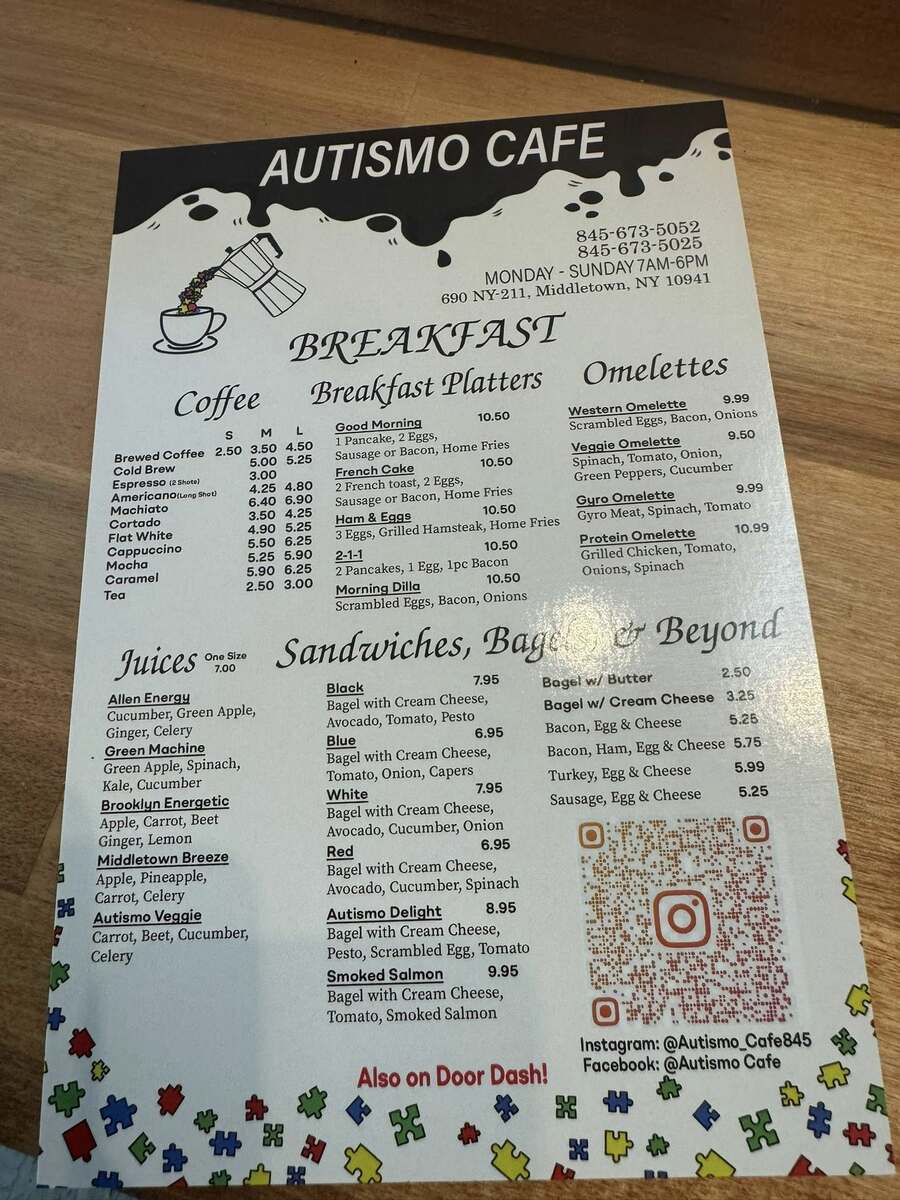 AUTISMO CAFE
845-673-5052
845-673-5025
MONDAY - SUNDAY 7AM-6PM
690 NY-211, Middletown, NY 10941
BREAKFAST
Coffee
S M L
Brewed Coffee 2.50 3.50 4.50
Cold Brew 5.00 5.25
Espresso (2 Shots) 3.00
Americano (Long Shot) 4.25 4.80
Machiato 6.40 6.90
Cortado 3.50 4.25
Flat White 4.90 5.25
Cappuccino 5.50 6.25
Mocha 5.25 5.90
Caramel 5.90 6.25
Tea 2.50 3.00
Breakfast Platters
Good Morning 10.50
1 Pancake, 2 Eggs,
Sausage or Bacon, Home Fries
French Cake 10.50
2 French toast, 2 Eggs,
Sausage or Bacon, Home Fries
Ham & Eggs 10.50
3 Eggs, Grilled Hamsteak, Home Fries
2-1-1 10.50
2 Pancakes, 1 Egg, 1pc Bacon
Morning Dilla 10.50
Scrambled Eggs, Bacon, Onions
Omelettes
Western Omelette 9.99
Scrambled Eggs, Bacon, Onions
Veggie Omelette 9.50
Spinach, Tomato, Onion,
Green Peppers, Cucumber
Gyro Omelette 9.99
Gyro Meat, Spinach, Tomato
Protein Omelette 10.99
Grilled Chicken, Tomato,
Onions, Spinach
Juices One Size
7.00
Allen Energy
Cucumber, Green Apple,
Ginger, Celery
Green Machine
Green Apple, Spinach,
Kale, Cucumber
Brooklyn Energetic
Apple, Carrot, Beet
Ginger, Lemon
Middletown Breeze
Apple, Pineapple,
Carrot, Celery
Autismo Veggie
Carrot, Beet, Cucumber,
Celery
Sandwiches, Bagels, & Beyond
Black 7.95
Bagel with Cream Cheese,
Avocado, Tomato, Pesto
Blue 6.95
Bagel with Cream Cheese,
Tomato, Onion, Capers
White 7.95
Bagel with Cream Cheese,
Avocado, Cucumber, Onion
Red 6.95
Bagel with Cream Cheese,
Avocado, Cucumber, Spinach
Autismo Delight 8.95
Bagel with Cream Cheese,
Pesto, Scrambled Egg, Tomato
Smoked Salmon 9.95
Bagel with Cream Cheese,
Tomato, Smoked Salmon
Bagel w/ Butter 2.50
Bagel w/ Cream Cheese 3.25
Bacon, Egg & Cheese 5.25
Bacon, Ham, Egg & Cheese 5.75
Turkey, Egg & Cheese 5.99
Sausage, Egg & Cheese 5.25
Instagram: @Autismo_Cafe845
Facebook: @Autismo Cafe
Also on Door Dash!